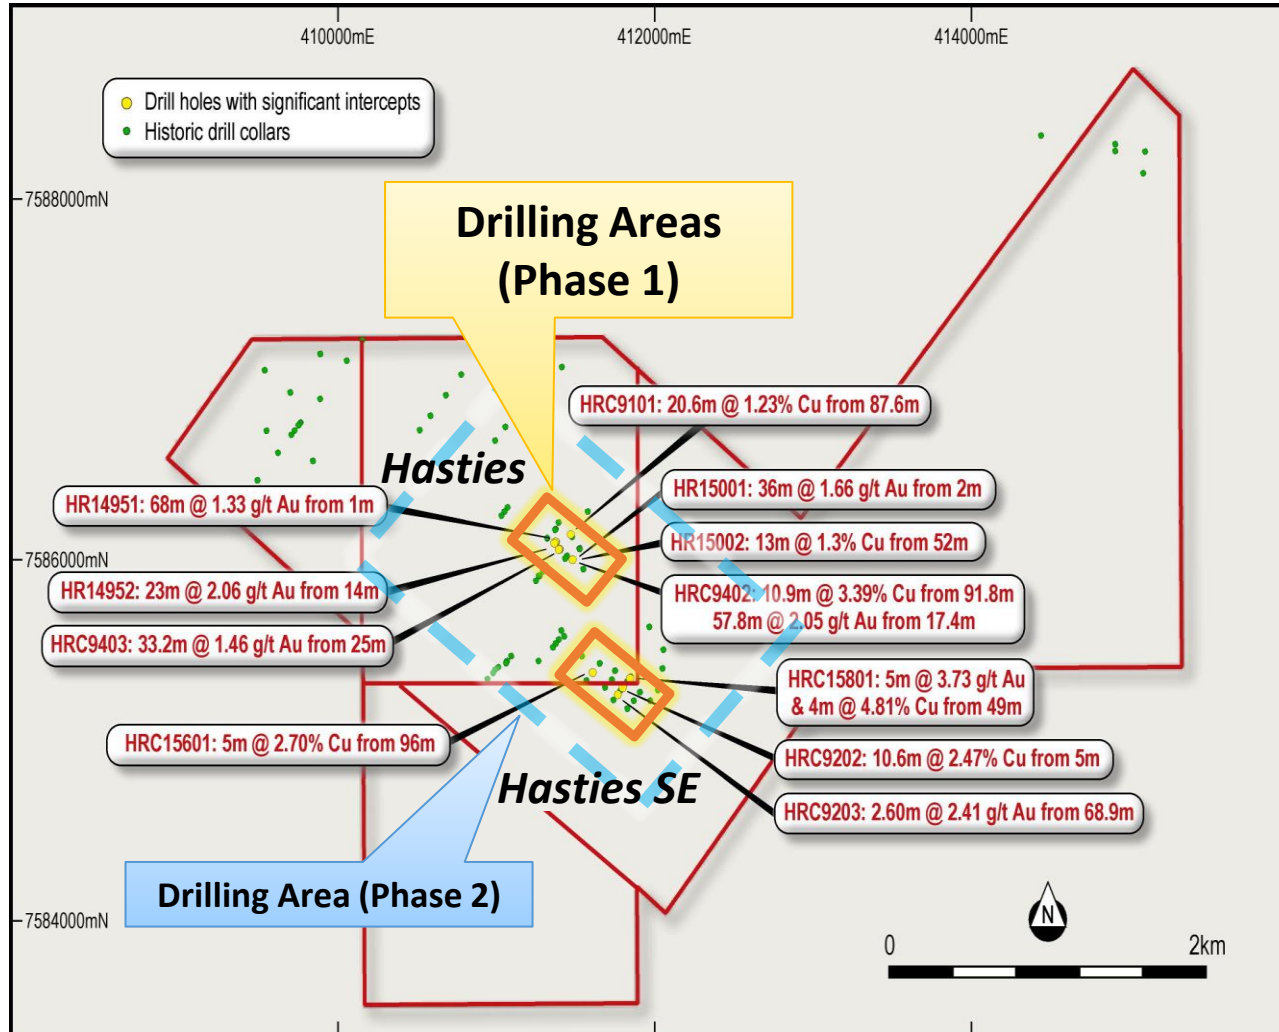 410000mE
412000mE
414000mE
Drill holes with significant intercepts
Historic drill collars
7588000mN
Drilling Areas
(Phase 1)
HRC9101: 20.6m @ 1.23% Cu from 87.6m
Hasties
HR14951: 68m @ 1.33 g/t Au from 1m
HR15001: 36m @ 1.66 g/t Au from 2m
7586000mN
HR15002: 13m @ 1.3% Cu from 52m
HR14952: 23m @ 2.06 g/t Au from 14m
HRC9402: 10.9m @ 3.39% Cu from 91.8m
57.8m @ 2.05 g/t Au from 17.4m
HRC9403: 33.2m @ 1.46 g/t Au from 25m
HRC15801: 5m @ 3.73 g/t Au
& 4m @ 4.81% Cu from 49m
HRC15601: 5m @ 2.70% Cu from 96m
HRC9202: 10.6m @ 2.47% Cu from 5m
Hasties SE
HRC9203: 2.60m @ 2.41 g/t Au from 68.9m
Drilling Area (Phase 2)
7584000mN
N
0
2km